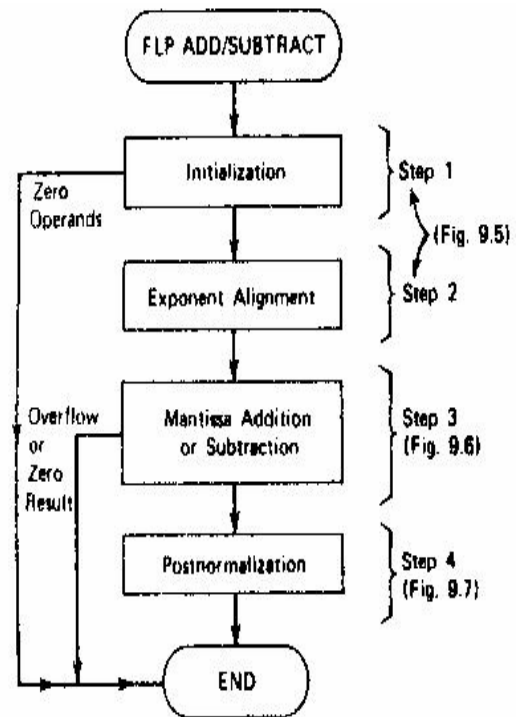 FLP ADD/SUBTRACT
Initialization
Step 1
Zero
Operands
(Fig. 9.5)
Exponent Alignment
Step 2
Overflow
or
Zero
Result
Mantissa Addition
or Subtraction
Step 3
(Fig. 9.6)
Postnormalization
Step 4
(Fig. 9.7)
END